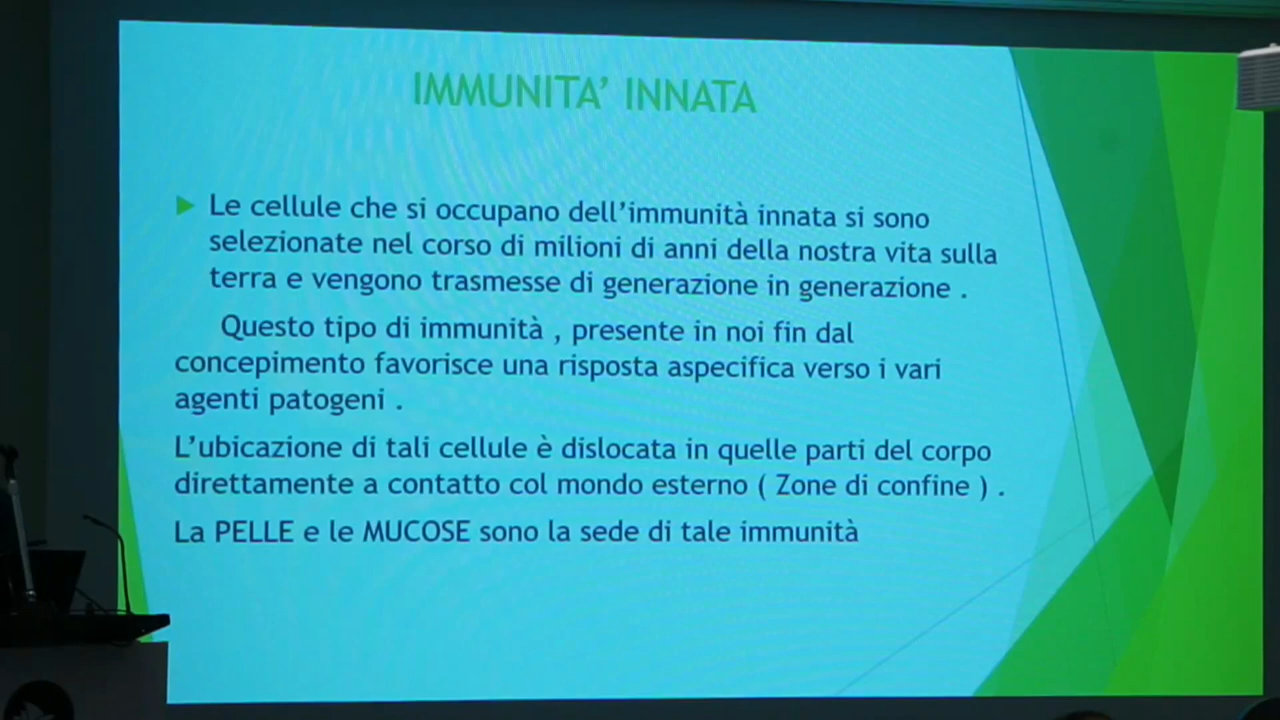 IMMUNITA' INNATA
Le cellule che si occupano dell'immunità innata si sono
selezionate nel corso di milioni di anni della nostra vita sulla
terra e vengono trasmesse di generazione in generazione .
Questo tipo di immunità , presente in noi fin dal
concepimento favorisce una risposta aspecifica verso i vari
agenti patogeni .
L'ubicazione di tali cellule è dislocata in quelle parti del corpo
direttamente a contatto col mondo esterno ( Zone di confine ) .
La PELLE e le MUCOSE sono la sede di tale immunità